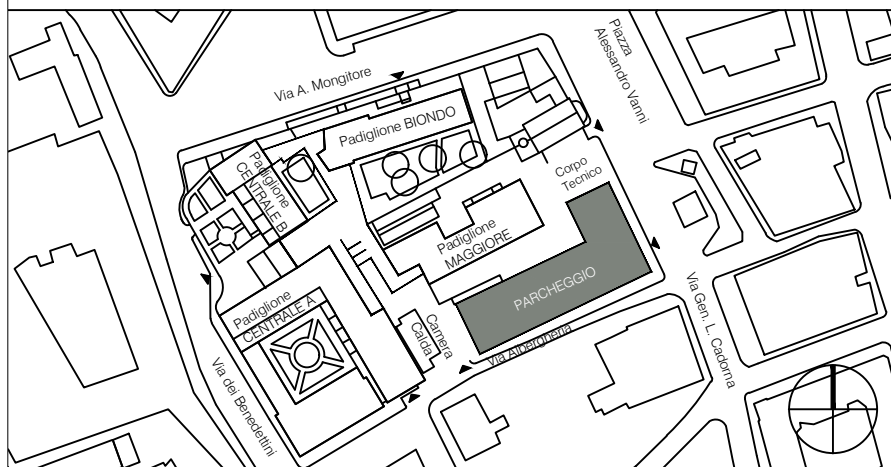 Piazza
Alessandro Vanni
Via A. Mongitore
Padiglione BIONDO
Padiglione
CENTRALE B
Corpo
Tecnico
Padiglione
MAGGIORE
PARCHEGGIO
Padiglione
CENTRALE A
Camera
Calda
Via Albergheria
Via Gen. L. Cadorna
Via dei Benedettini